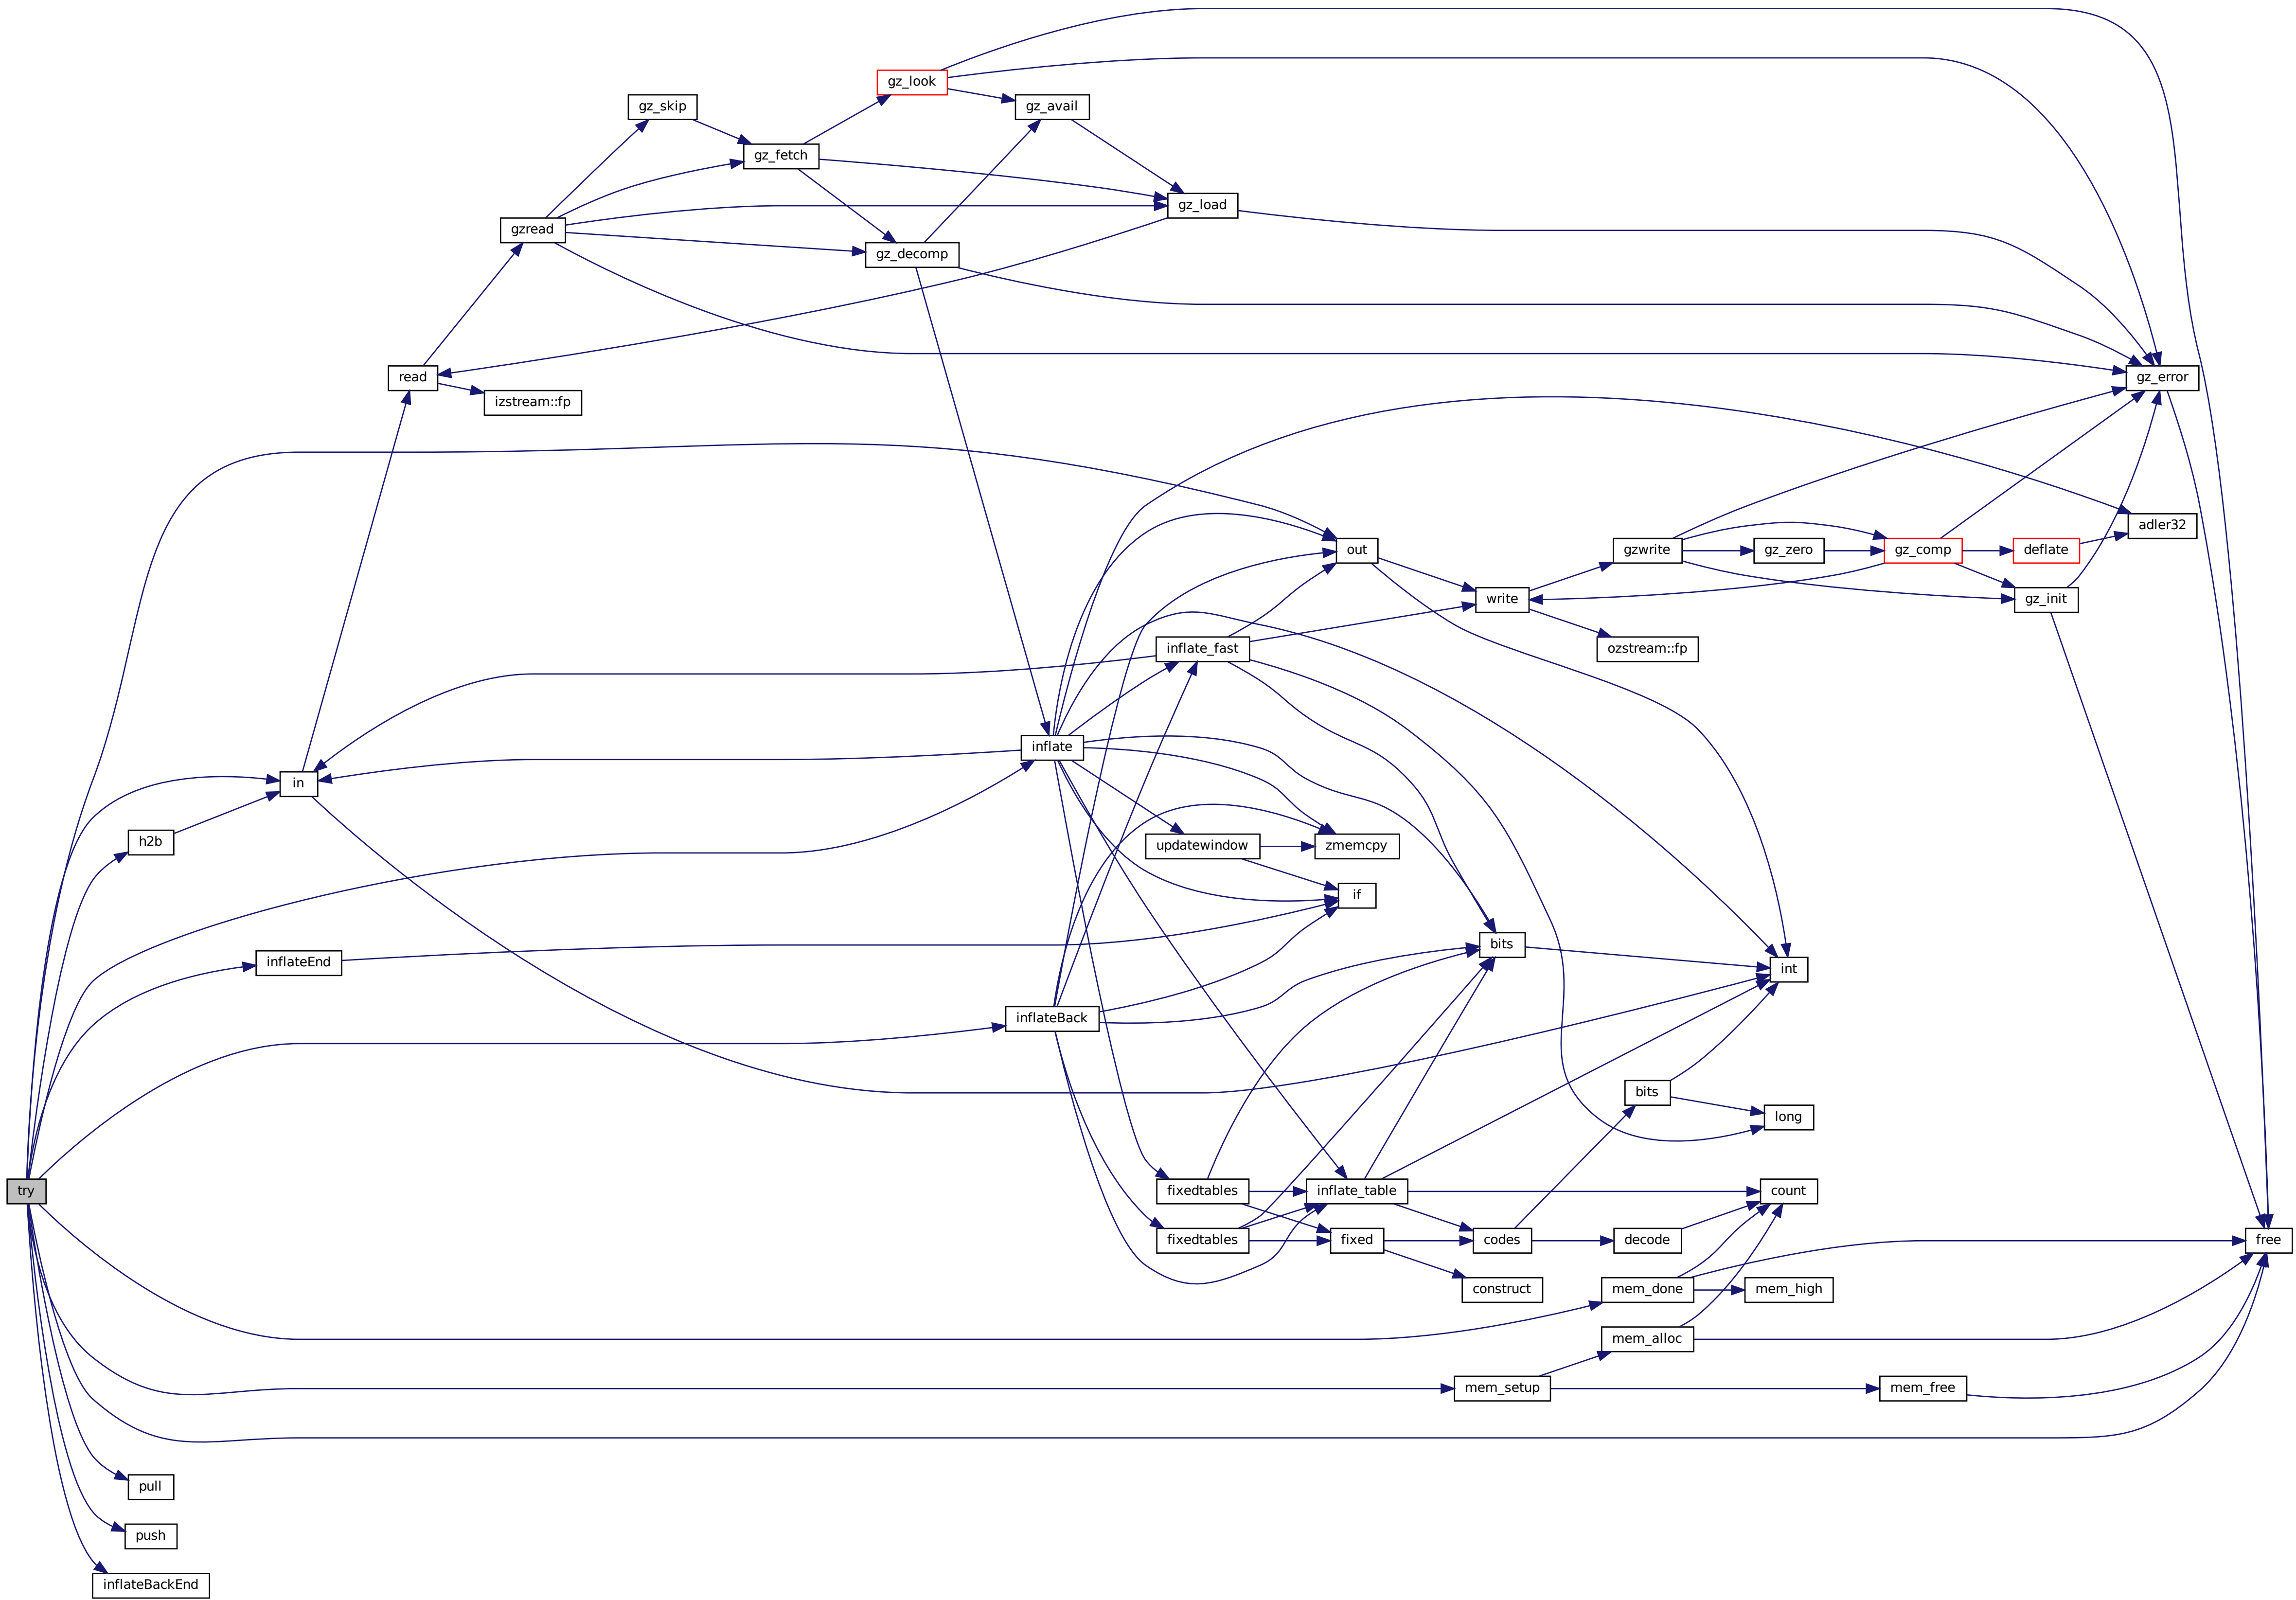 gz_look
gz_skip
gz_avail
gz_fetch
gz_load
gzread
gz_decomp
read
gz_error
izstream::fp
adler32
out
gzwrite
gz_zero
gz_comp
deflate
write
gz_init
inflate_fast
ozstream::fp
inflate
in
h2b
updatewindow
zmemcpy
if
bits
inflateEnd
int
inflateBack
bits
long
try
fixedtables
inflate_table
count
fixedtables
fixed
codes
decode
free
construct
mem_done
mem_high
mem_alloc
mem_setup
mem_free
pull
push
inflateBackEnd